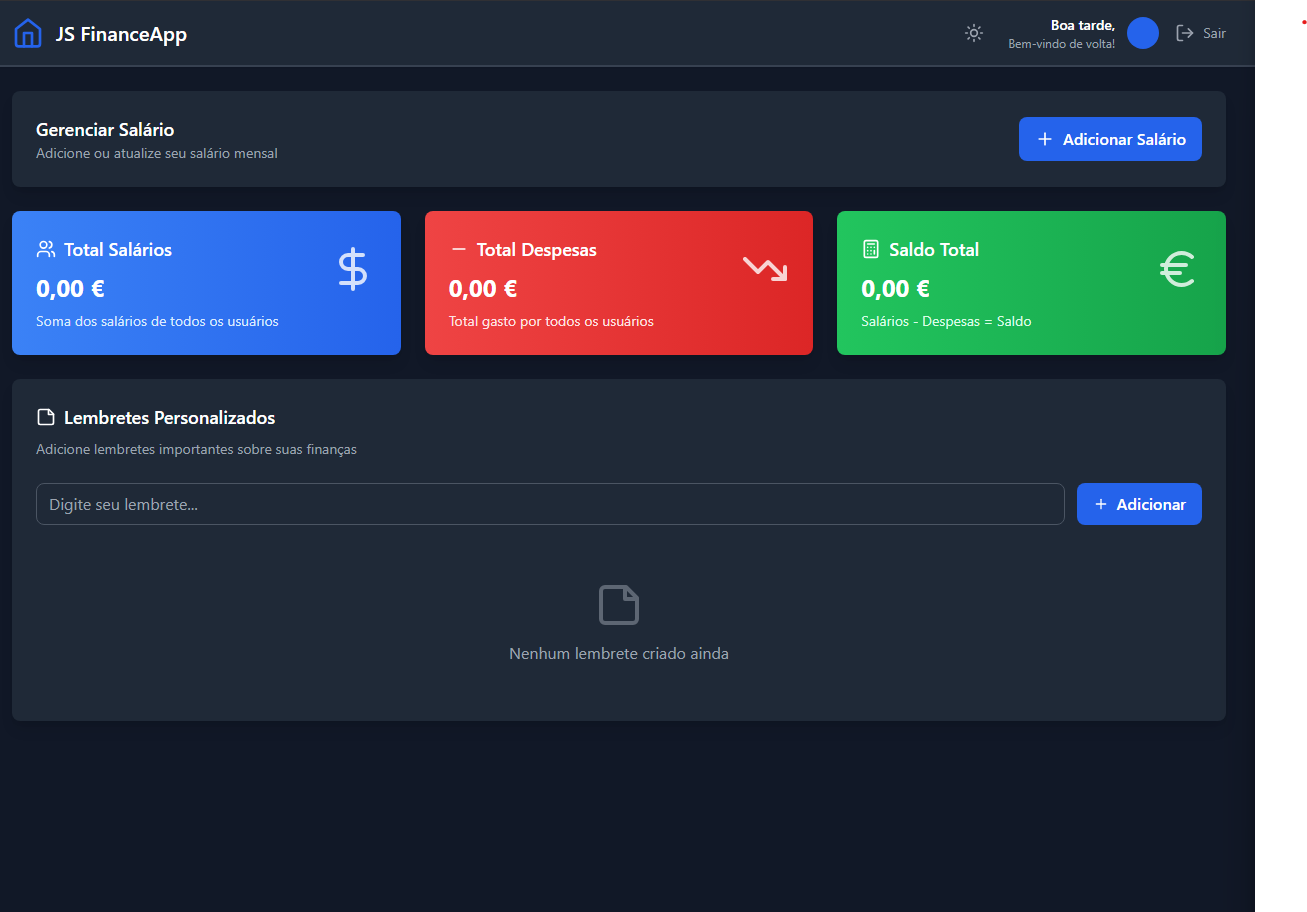 JS FinanceApp
Boa tarde,
Bem-vindo de volta!
Sair
Gerenciar Salário
Adicione ou atualize seu salário mensal
+ Adicionar Salário
Total Salários
0,00 €
Soma dos salários de todos os usuários
$
Total Despesas
0,00 €
Total gasto por todos os usuários
Saldo Total
0,00 €
Salários - Despesas = Saldo
€
Lembretes Personalizados
Adicione lembretes importantes sobre suas finanças
Digite seu lembrete...
+ Adicionar
Nenhum lembrete criado ainda